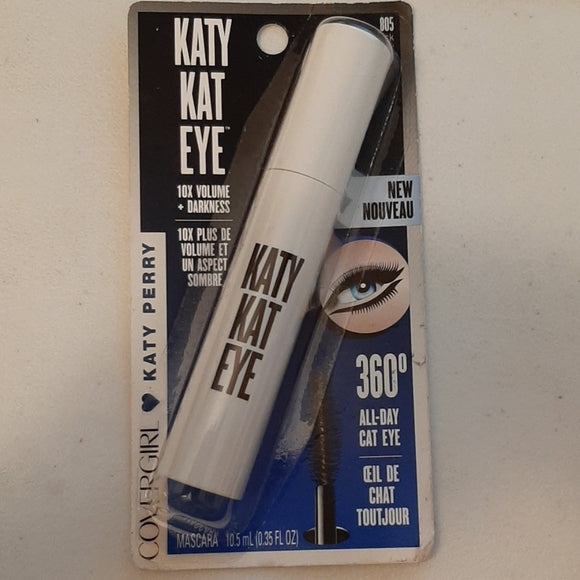 KATY
KAT
EYE™
10X VOLUME
+ DARKNESS
10X PLUS DE
VOLUME ET
UN ASPECT
SOMBRE
805
NEW
NOUVEAU
KATY
KAT
EYE
360°
ALL-DAY
CAT EYE
ŒIL DE
CHAT
TOUTJOUR
COVERGIRL KATY PERRY
MASCARA 10.5 mL (0.35 FL OZ)